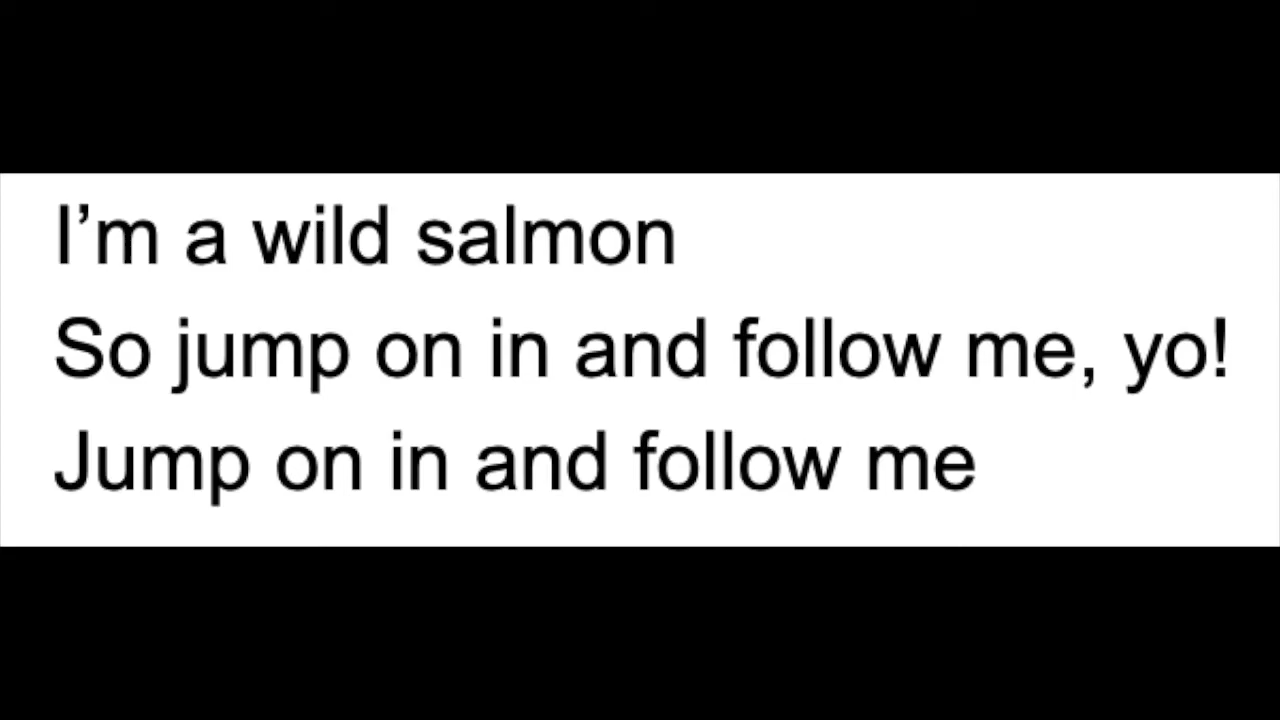 I’m a wild salmon
So jump on in and follow me, yo!
Jump on in and follow me